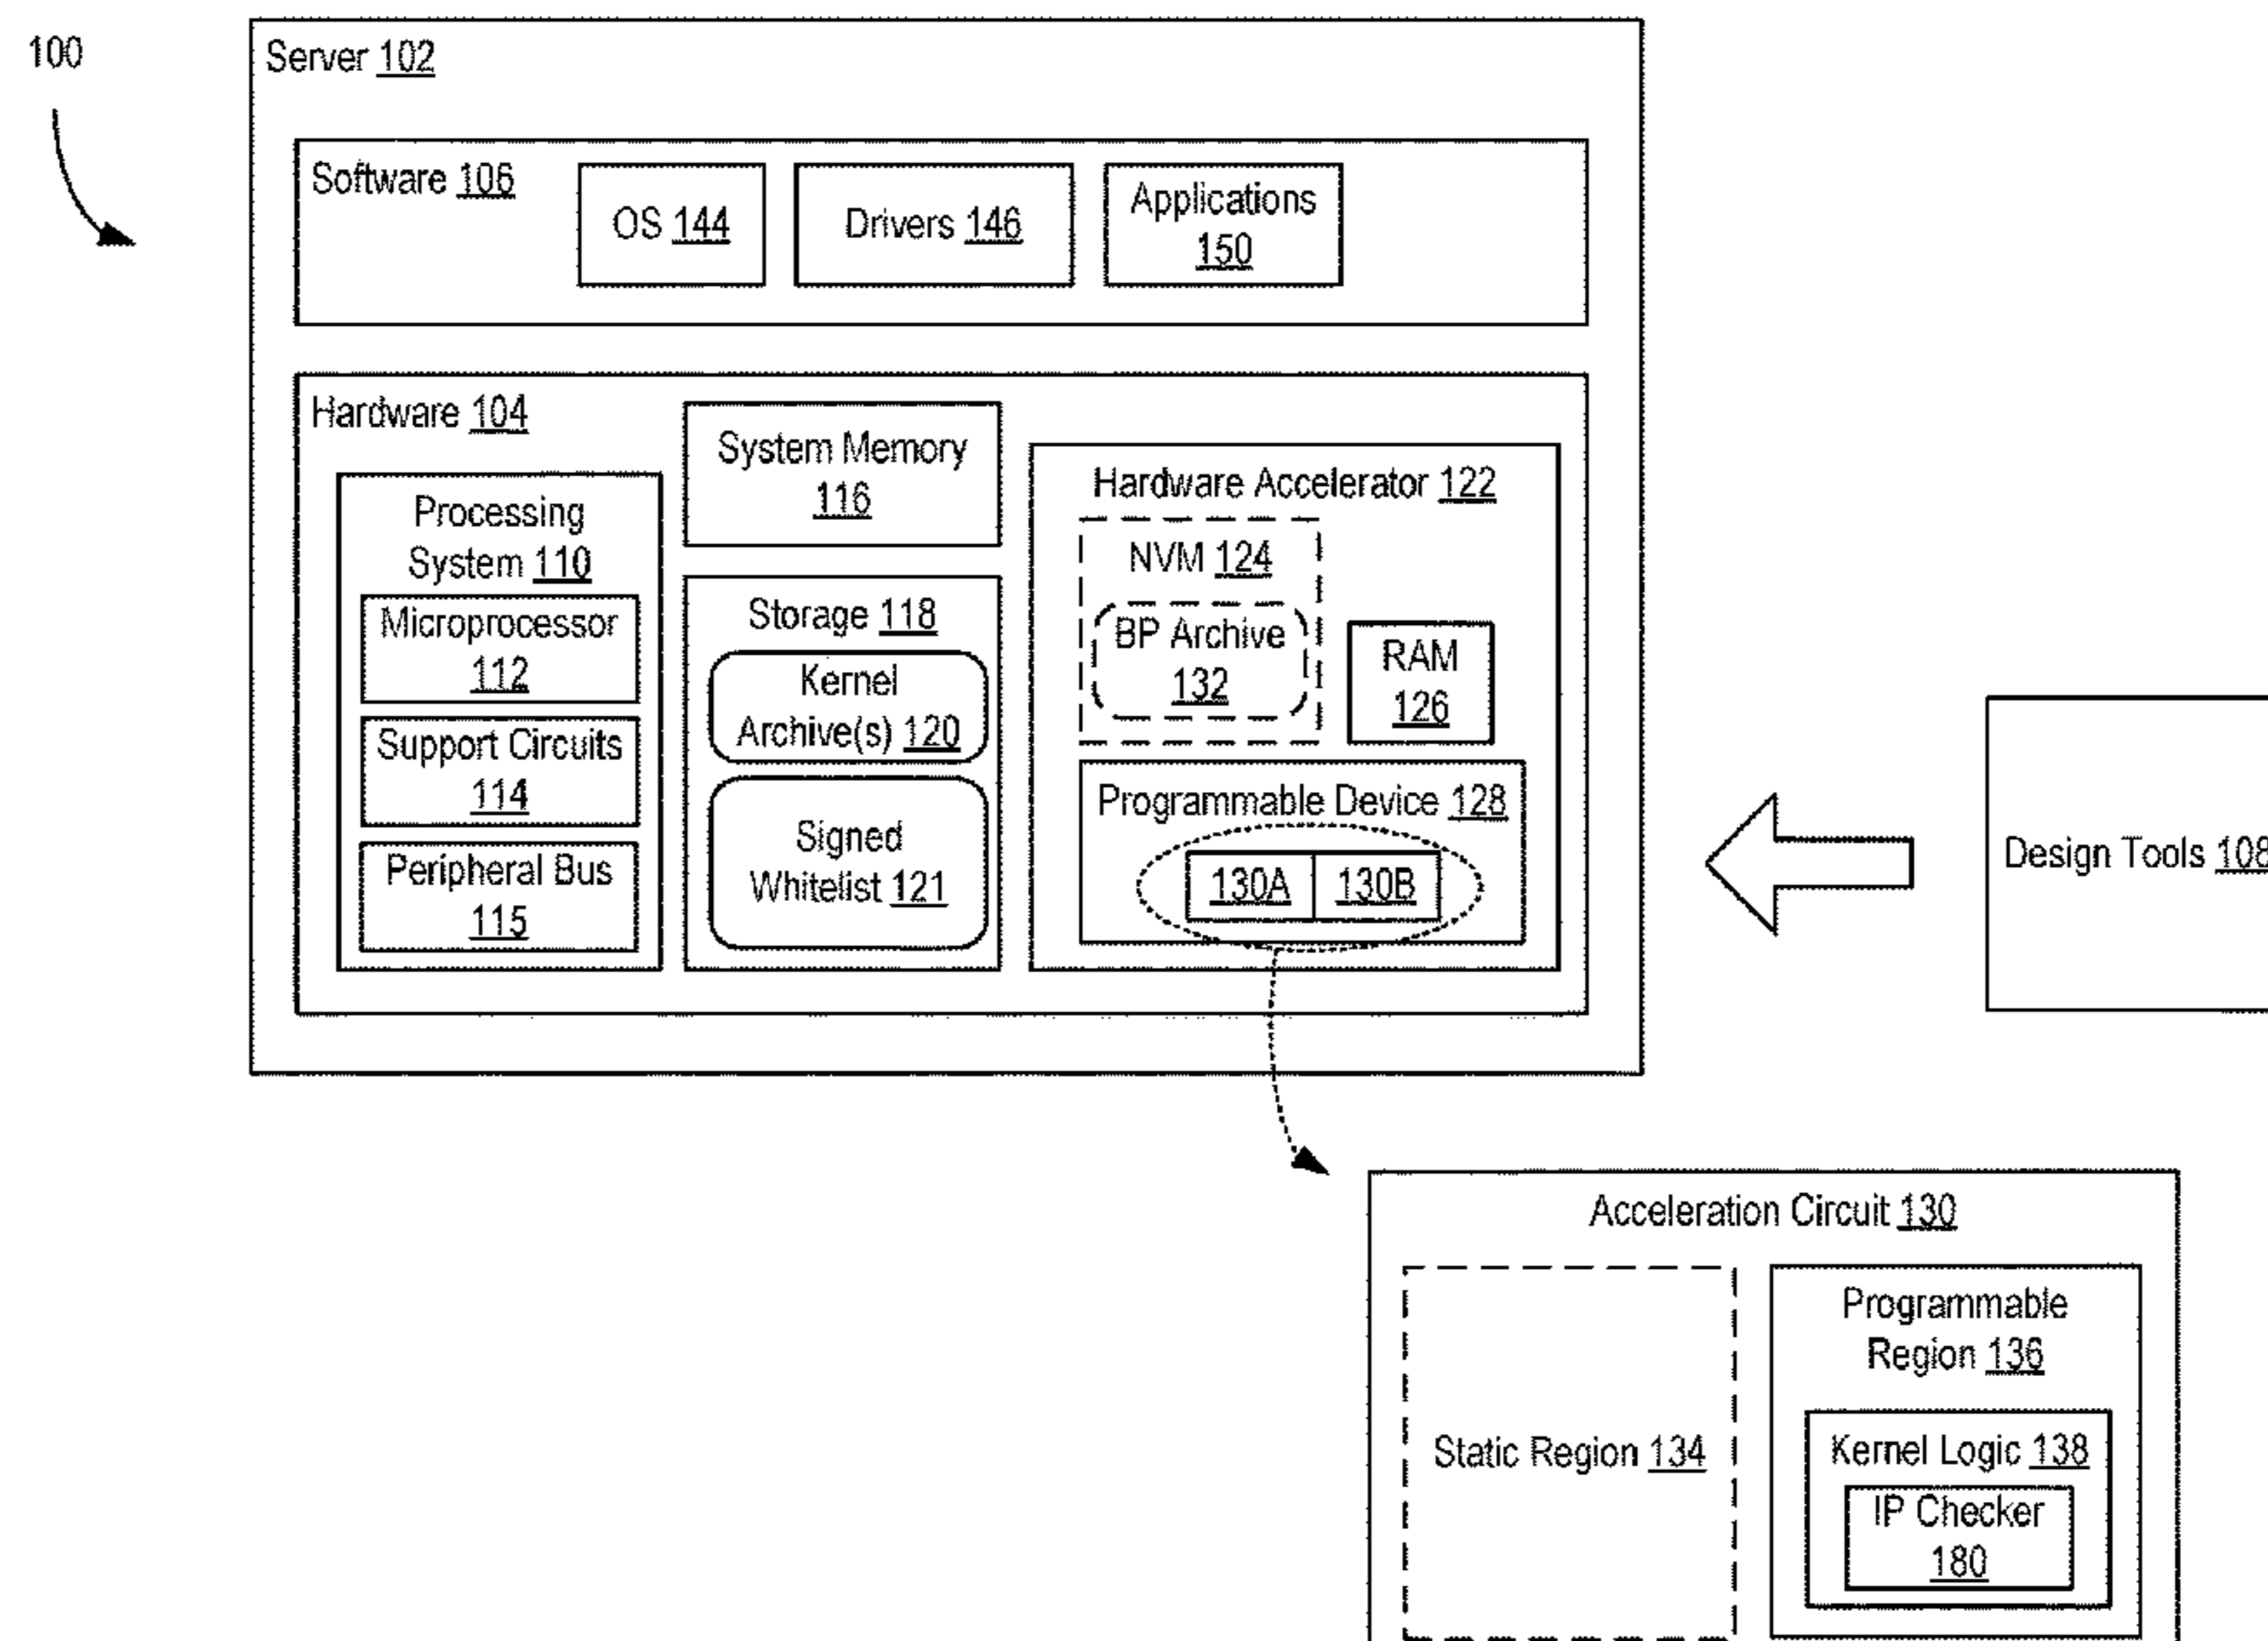 100
Server 102
Software 106
OS 144
Drivers 146
Applications
150
Hardware 104
Processing
System 110
Microprocessor
112
Support Circuits
114
Peripheral Bus
115
System Memory
116
Storage 118
Kernel
Archive(s) 120
Signed
Whitelist 121
Hardware Accelerator 122
NVM 124
BP Archive
132
RAM
126
Programmable Device 128
130A
130B
Design Tools 108
Acceleration Circuit 130
Static Region 134
Programmable
Region 136
Kernel Logic 138
IP Checker
180